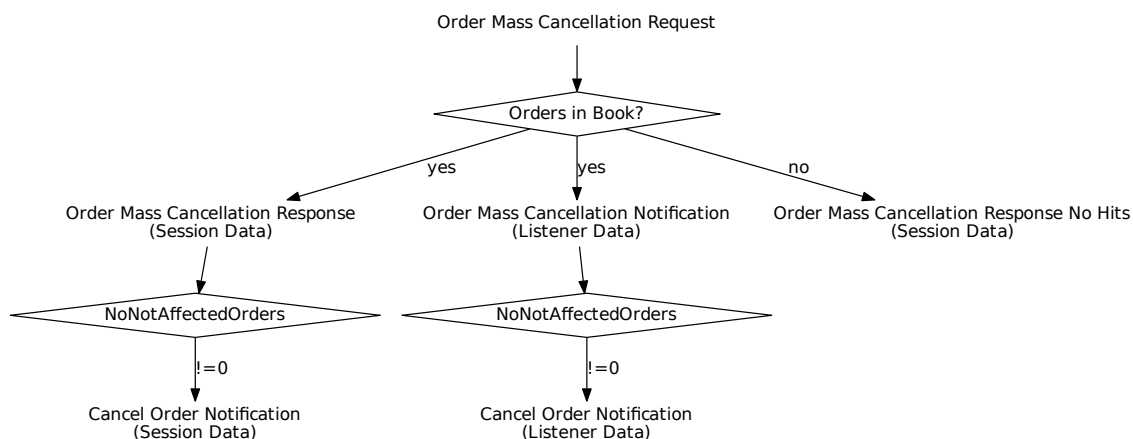 Order Mass Cancellation Request
Orders in Book?
yes
yes
no
Order Mass Cancellation Response
(Session Data)
Order Mass Cancellation Notification
(Listener Data)
Order Mass Cancellation Response No Hits
(Session Data)
NoNotAffectedOrders
NoNotAffectedOrders
!=0
!=0
Cancel Order Notification
(Session Data)
Cancel Order Notification
(Listener Data)